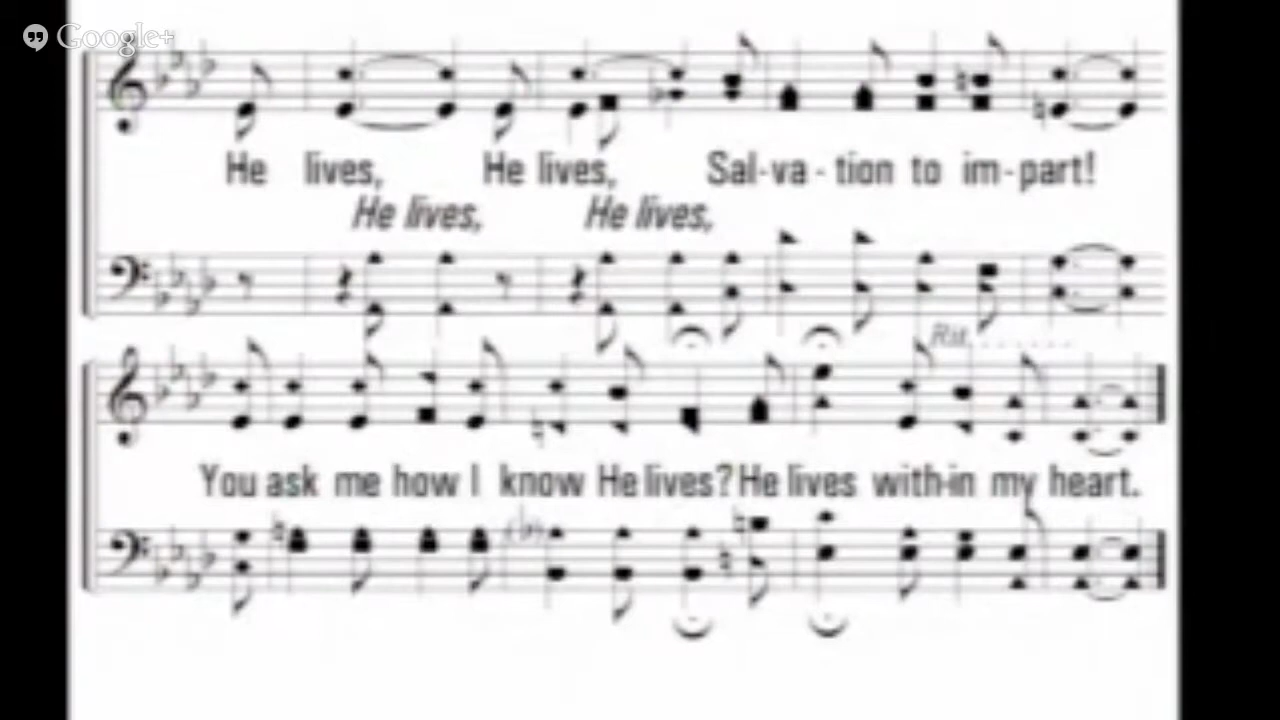 Google+
He lives, He lives, Sal-va-tion to im-part!
He lives, He lives,
Rit.......
You ask me how I know He lives? He lives with-in my heart.